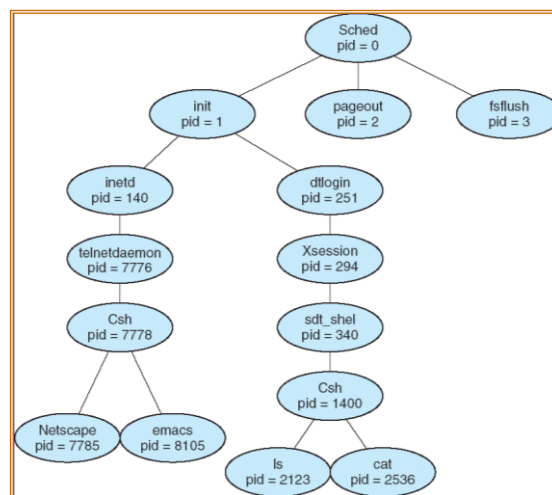 Sched
pid = 0
init
pid = 1
pageout
pid = 2
fsflush
pid = 3
inetd
pid = 140
dtlogin
pid = 251
telnetdaemon
pid = 7776
Xsession
pid = 294
Csh
pid = 7778
sdt_shel
pid = 340
Csh
pid = 1400
Netscape
pid = 7785
emacs
pid = 8105
ls
pid = 2123
cat
pid = 2536